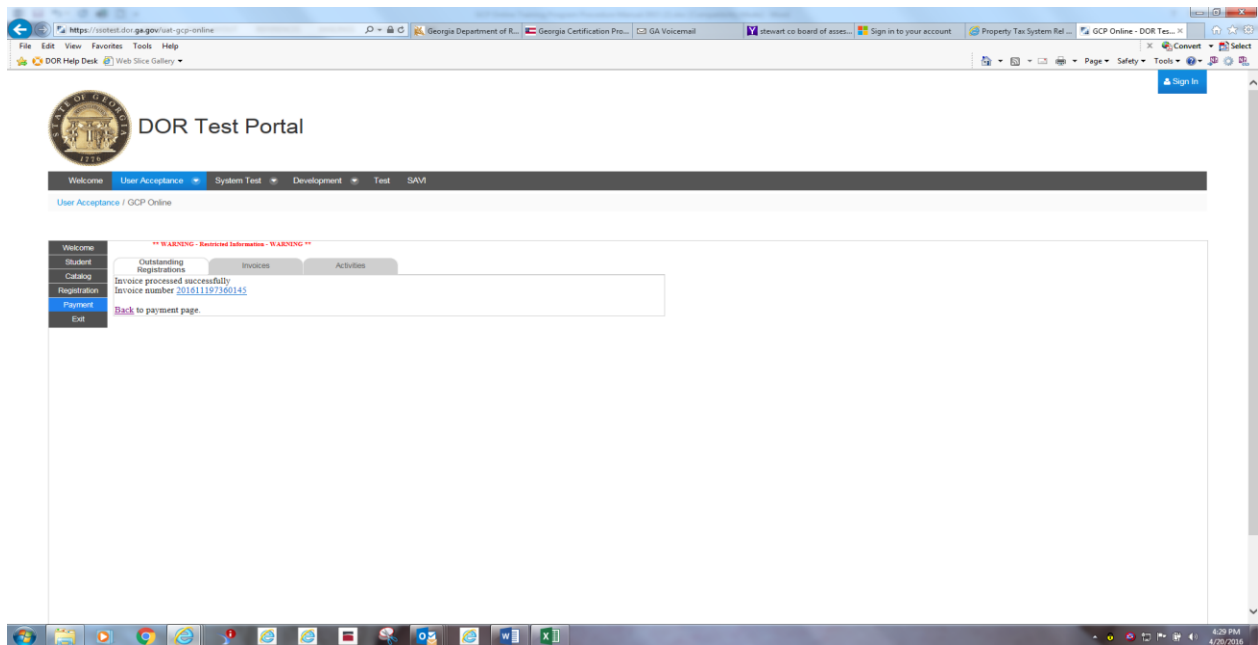 https://ssotest.dor.ga.gov/uat-gcp-online
Georgia Department of R...
Georgia Certification Pro...
GA Voicemail
stewart co board of asses...
Sign in to your account
Property Tax System Rel ...
GCP Online - DOR Tes...
File Edit View Favorites Tools Help
Convert Select
DOR Help Desk Web Slice Gallery
Page Safety Tools
Sign In
STATE OF GEORGIA
1776
DOR Test Portal
Welcome User Acceptance System Test Development Test SAVI
User Acceptance / GCP Online
** WARNING - Restricted Information - WARNING **
Welcome
Student
Catalog
Registration
Payment
Exit
Outstanding
Registrations
Invoices
Activities
Invoice processed successfully
Invoice number 201611197360145
Back to payment page.
4:29 PM
4/20/2016